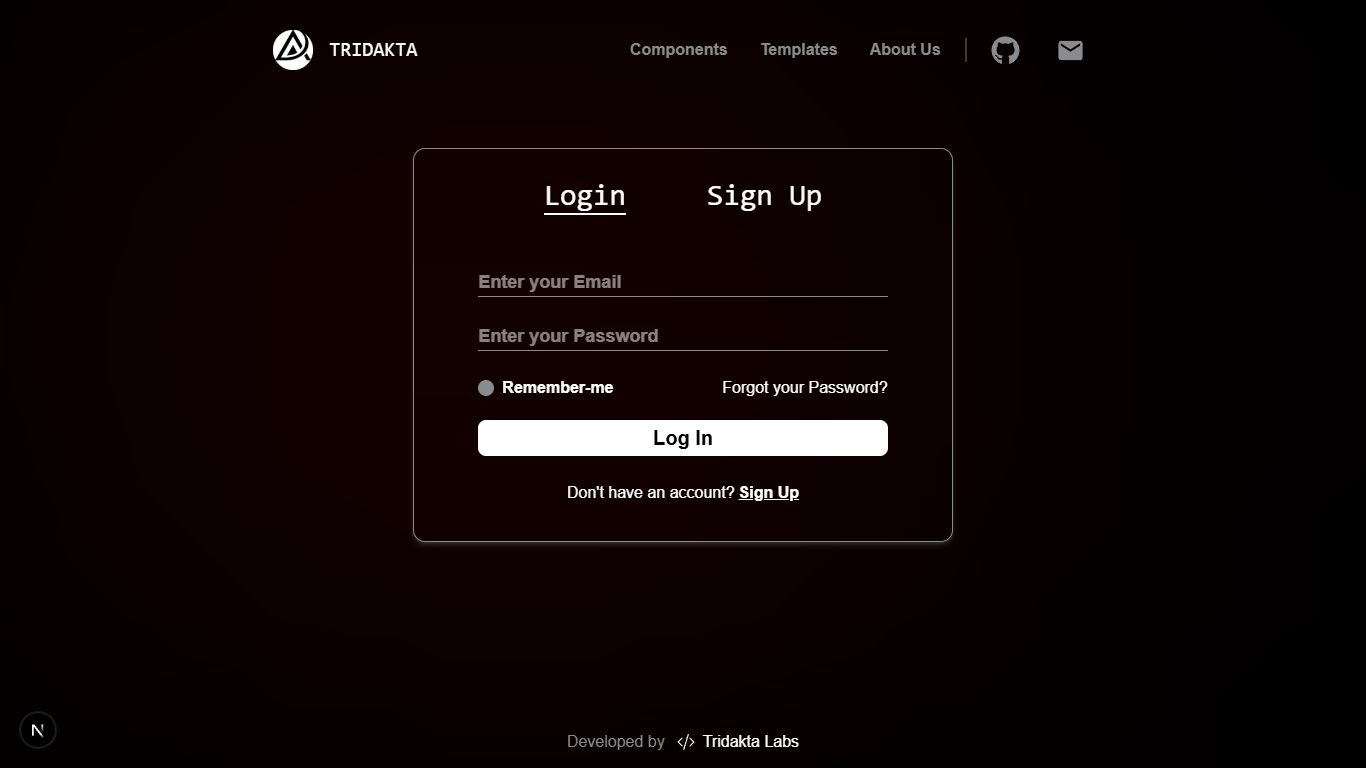 TRIDAKTA Components Templates About Us
Login Sign Up
Enter your Email
Enter your Password
Remember-me Forgot your Password?
Log In
Don't have an account? Sign Up
N
Developed by </> Tridakta Labs